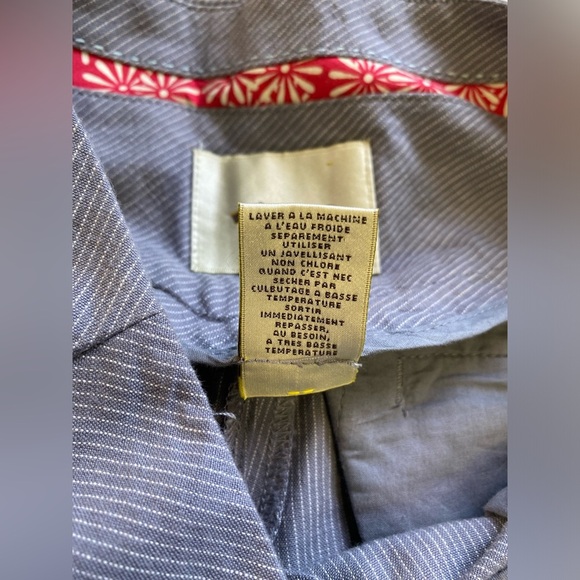 LAVER A LA MACHINE
A L'EAU FROIDE
SEPAREMENT
UTILISER
UN JAVELLISANT
NON CHLORE
QUAND C'EST NEC
SECHER PAR
CULBUTAGE A BASSE
TEMPERATURE
SORTIR
IMMEDIATEMENT
REPASSER,
AU BESOIN,
A TRES BASSE
TEMPERATURE